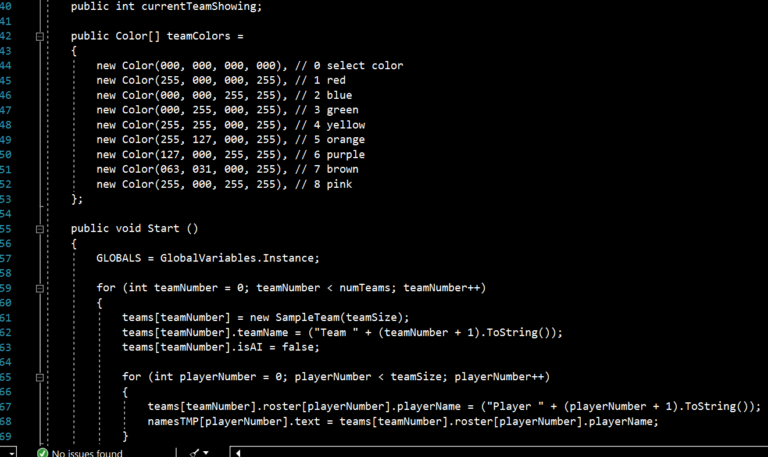 40 public int currentTeamShowing;
41
42 public Color[] teamColors =
43 {
44 new Color(000, 000, 000, 000), // 0 select color
45 new Color(255, 000, 000, 255), // 1 red
46 new Color(000, 000, 255, 255), // 2 blue
47 new Color(000, 255, 000, 255), // 3 green
48 new Color(255, 255, 000, 255), // 4 yellow
49 new Color(255, 127, 000, 255), // 5 orange
50 new Color(127, 000, 255, 255), // 6 purple
51 new Color(063, 031, 000, 255), // 7 brown
52 new Color(255, 000, 255, 255), // 8 pink
53 };
54
55 public void Start ()
56 {
57 GLOBALS = GlobalVariables.Instance;
58
59 for (int teamNumber = 0; teamNumber < numTeams; teamNumber++)
60 {
61 teams[teamNumber] = new SampleTeam(teamSize);
62 teams[teamNumber].teamName = ("Team " + (teamNumber + 1).ToString());
63 teams[teamNumber].isAI = false;
64
65 for (int playerNumber = 0; playerNumber < teamSize; playerNumber++)
66 {
67 teams[teamNumber].roster[playerNumber].playerName = ("Player " + (playerNumber + 1).ToString());
68 namesTMP[playerNumber].text = teams[teamNumber].roster[playerNumber].playerName;
69 }
No issues found